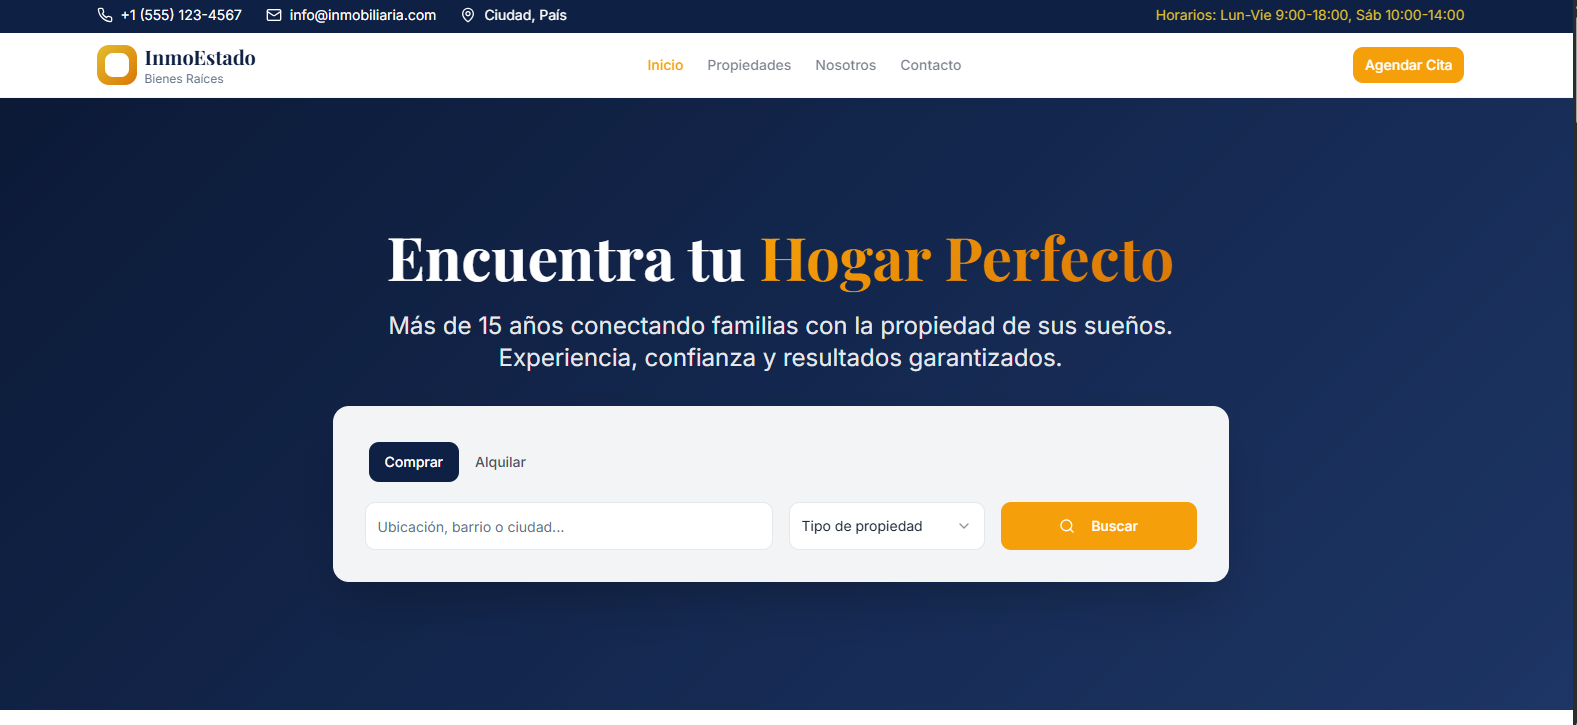 +1 (555) 123-4567 info@inmobiliaria.com Ciudad, País Horarios: Lun-Vie 9:00-18:00, Sáb 10:00-14:00
InmoEstado
Bienes Raíces
Inicio Propiedades Nosotros Contacto
Agendar Cita
Encuentra tu Hogar Perfecto
Más de 15 años conectando familias con la propiedad de sus sueños.
Experiencia, confianza y resultados garantizados.
Comprar Alquilar
Ubicación, barrio o ciudad... Tipo de propiedad Buscar